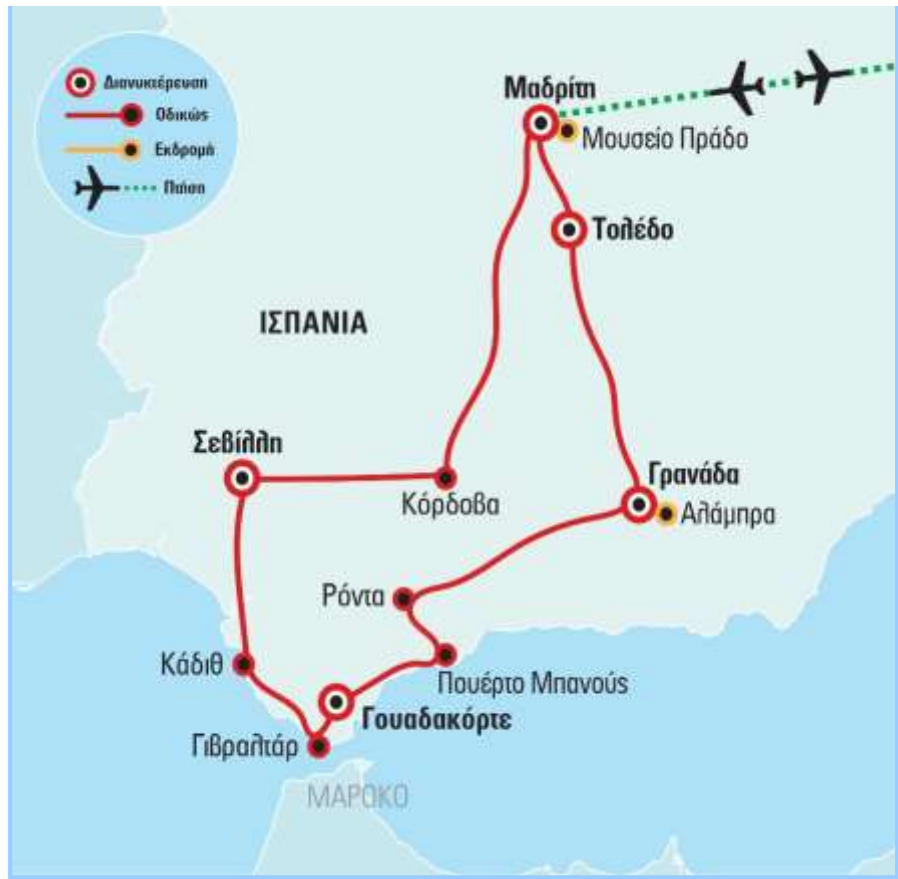 Διανυκτέρευση
Οδικώς
Εκδρομή
Πτήση
Μαδρίτη
Μουσείο Πράδο
Τολέδο
ΙΣΠΑΝΙΑ
Σεβίλλη
Κόρδοβα
Γρανάδα
Αλάμπρα
Ρόντα
Κάδιθ
Πουέρτο Μπανούς
Γουαδακόρτε
Γιβραλτάρ
ΜΑΡΟΚΟ